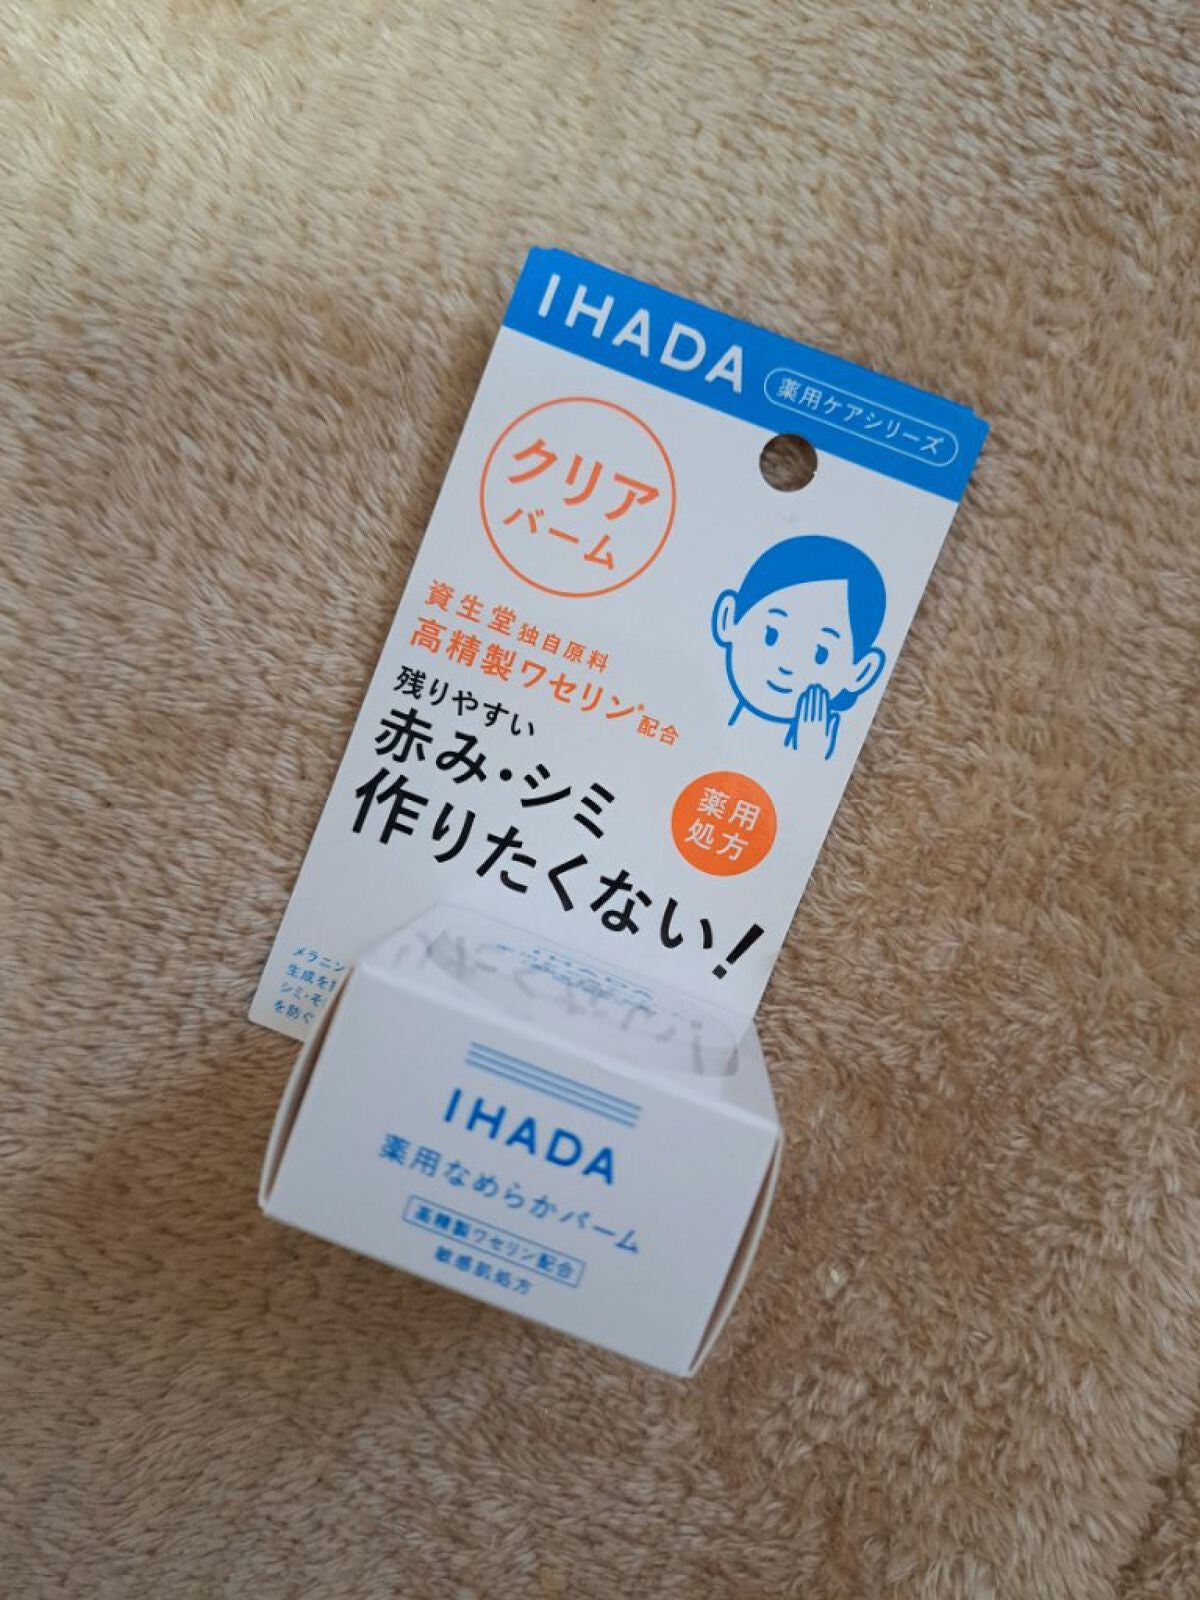 IHADA 薬用ケアシリーズ
クリア
バーム
資生堂独自原料
高精製ワセリン*配合
残りやすい
赤み・シミ
作りたくない!
薬用
処方
メラニン
生成を
シミ・そ
を防ぐ
IHADA
IHADA
薬用なめらかバーム
高精製ワセリン配合
敏感肌処方